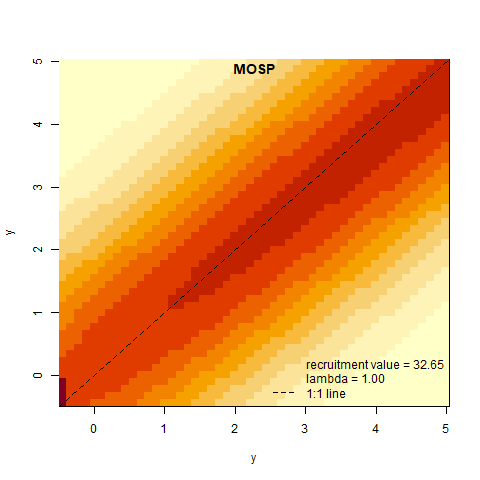 MOSP
5
4
3
2
1
0
y
recruitment value = 32.65
lambda = 1.00
1:1 line
0 1 2 3 4 5
y